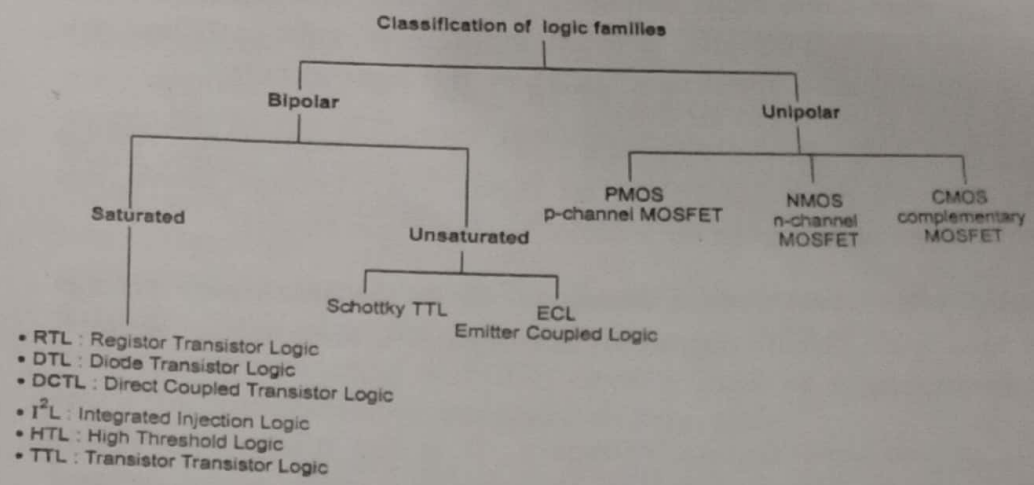 Classification of logic families
Bipolar
Unipolar
Saturated
Unsaturated
PMOS
p-channel MOSFET
NMOS
n-channel
MOSFET
CMOS
complementary
MOSFET
Schottky TTL
ECL
Emitter Coupled Logic
• RTL : Registor Transistor Logic
• DTL : Diode Transistor Logic
• DCTL : Direct Coupled Transistor Logic
• I²L : Integrated Injection Logic
• HTL : High Threshold Logic
• TTL : Transistor Transistor Logic